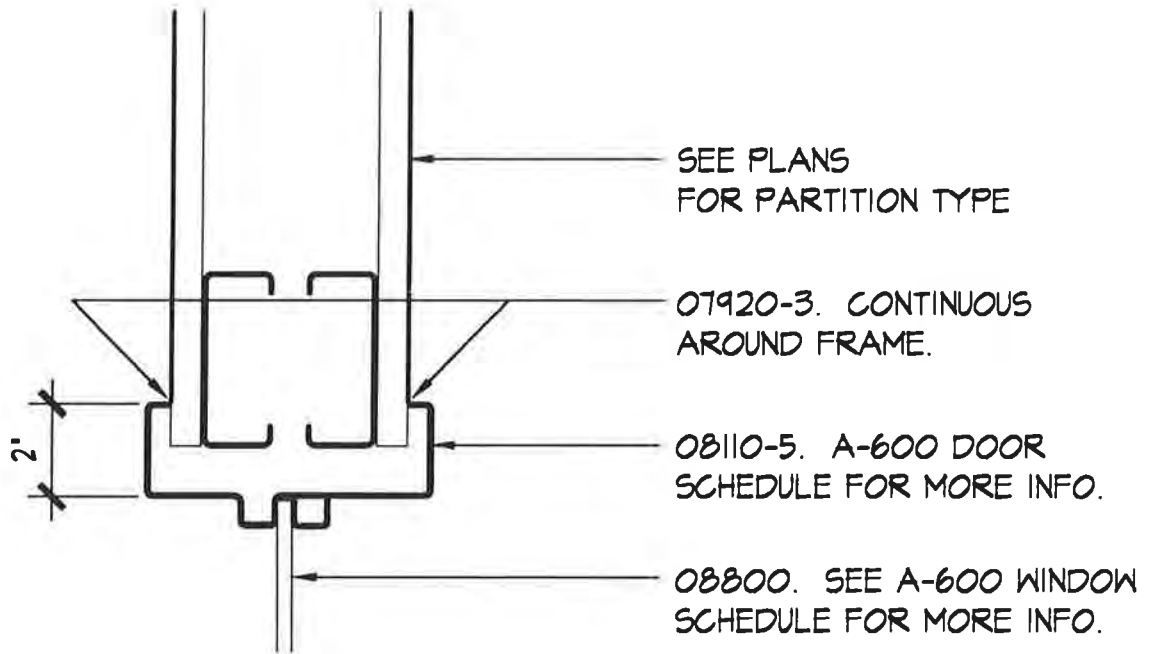 SEE PLANS
FOR PARTITION TYPE
07920-3. CONTINUOUS
AROUND FRAME.
2"
08110-5. A-600 DOOR
SCHEDULE FOR MORE INFO.
08800. SEE A-600 WINDOW
SCHEDULE FOR MORE INFO.